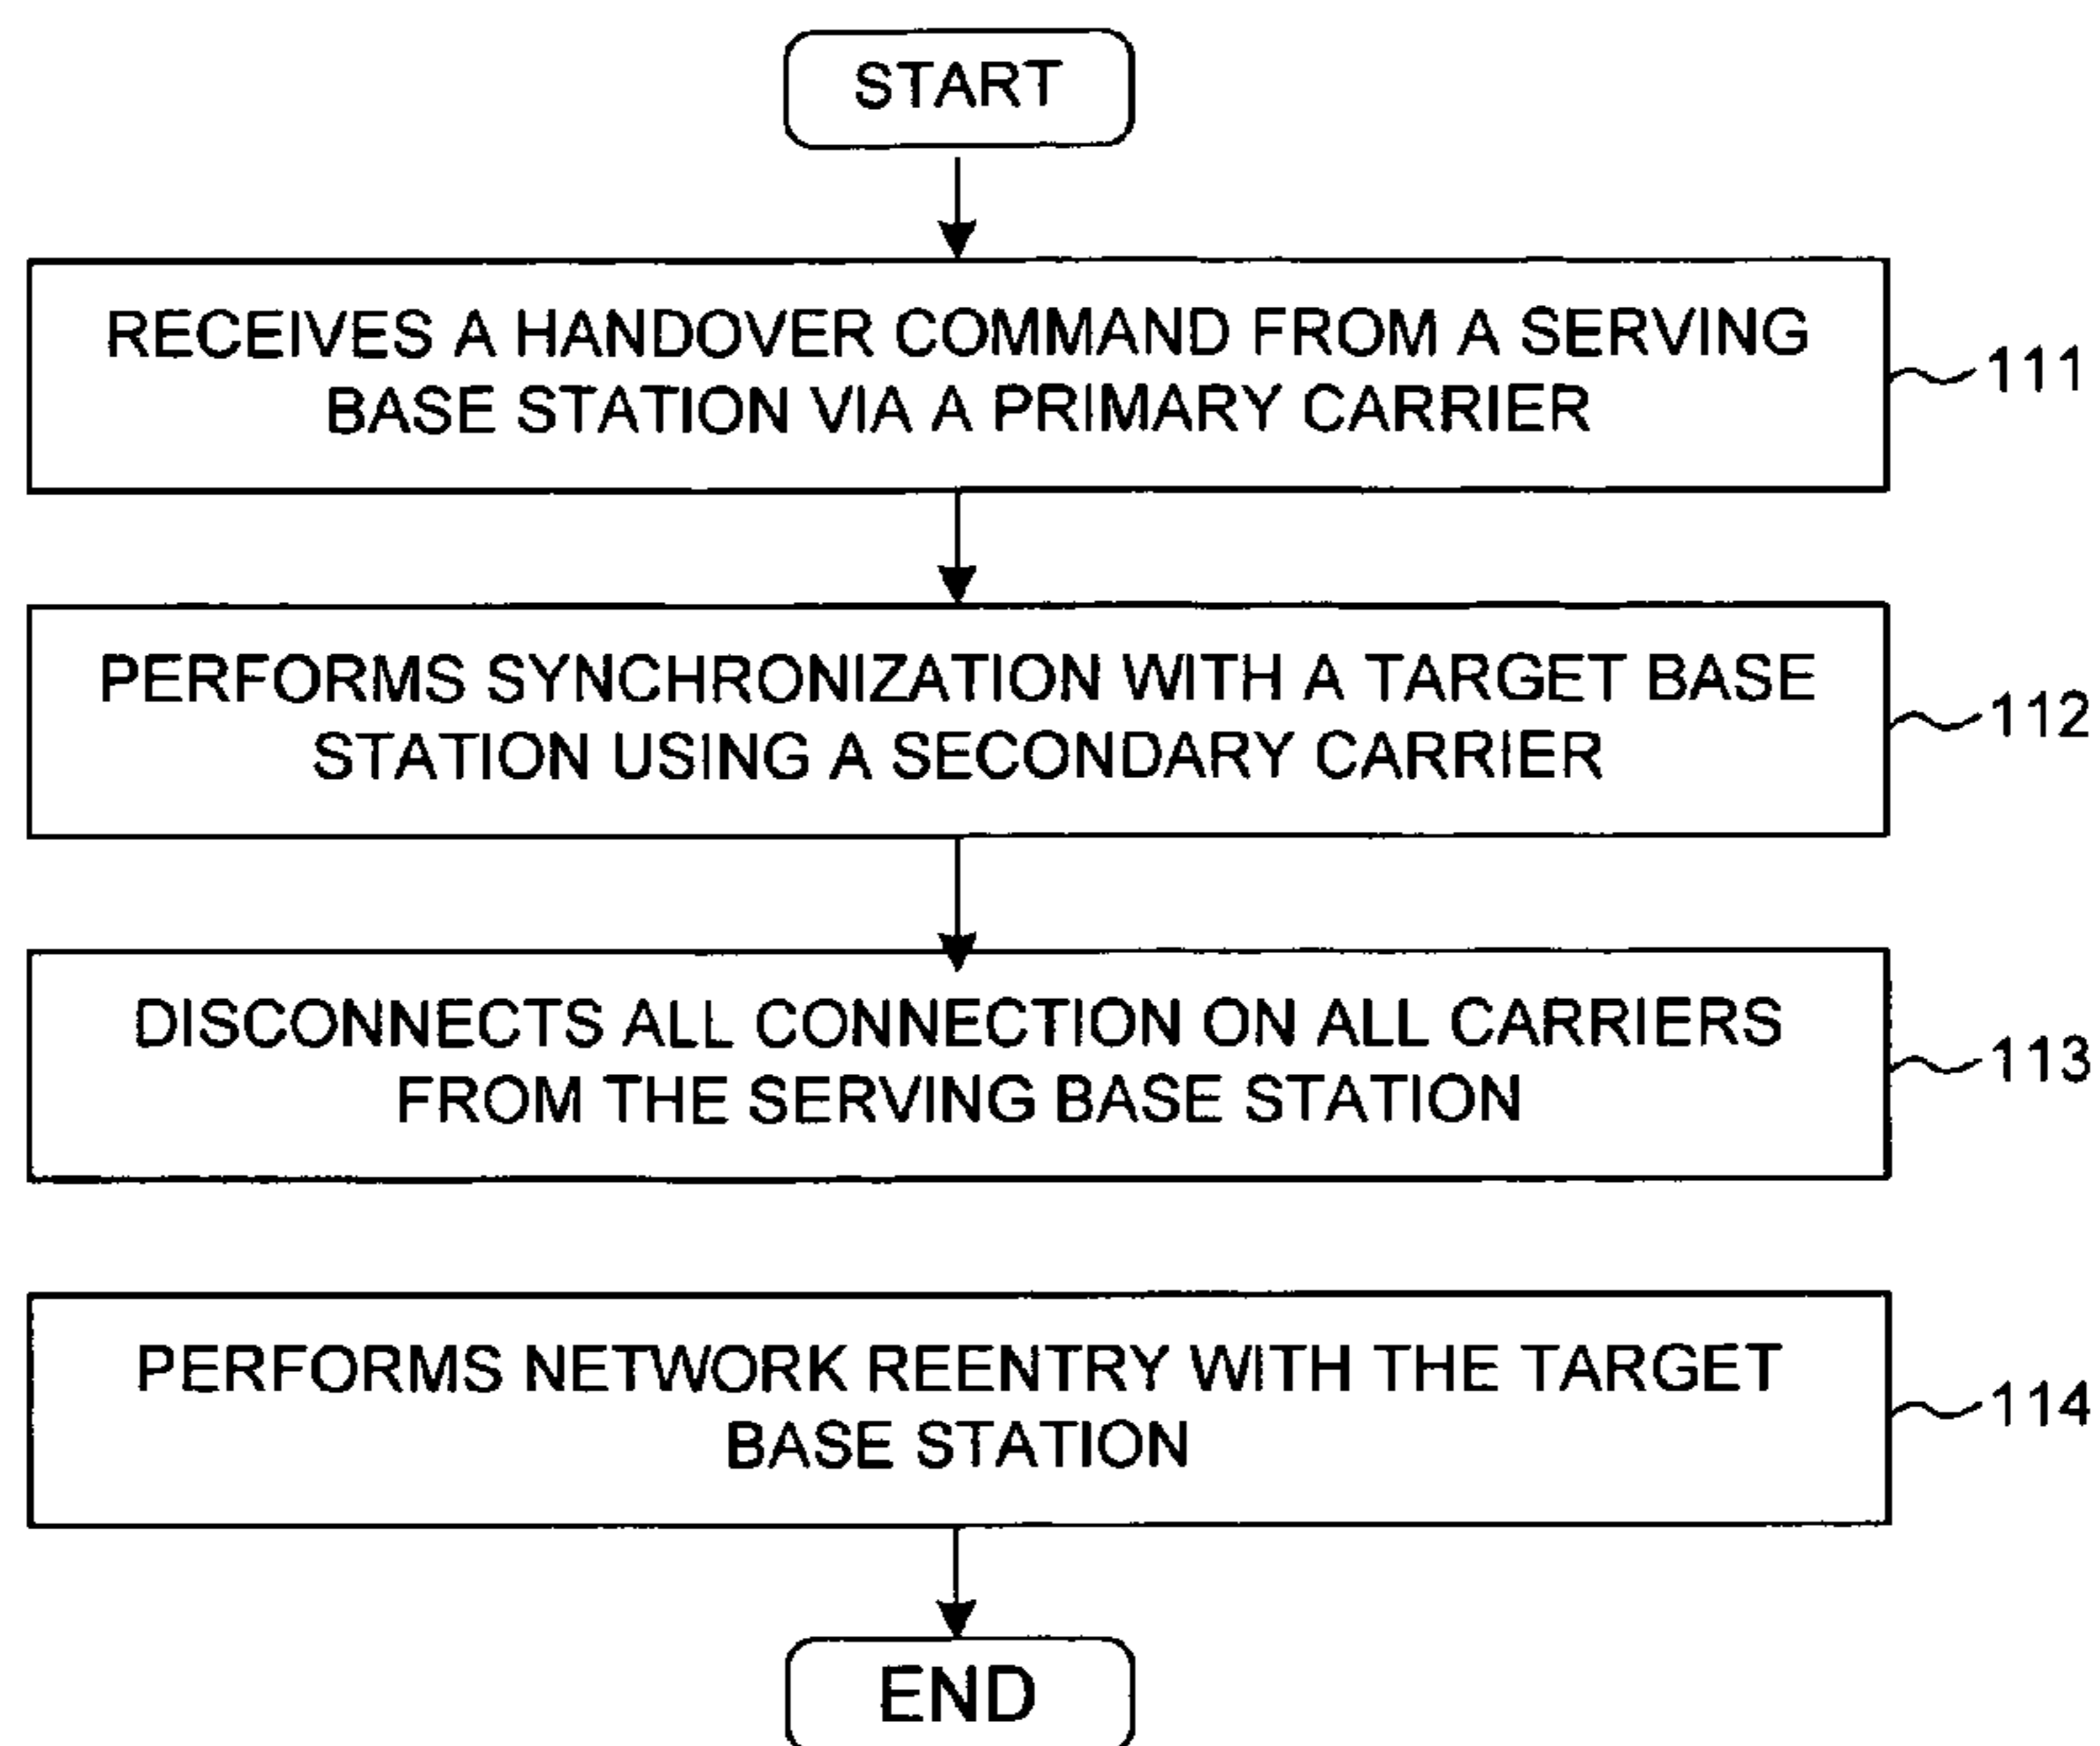 START
RECEIVES A HANDOVER COMMAND FROM A SERVING
BASE STATION VIA A PRIMARY CARRIER
111
PERFORMS SYNCHRONIZATION WITH A TARGET BASE
STATION USING A SECONDARY CARRIER
112
DISCONNECTS ALL CONNECTION ON ALL CARRIERS
FROM THE SERVING BASE STATION
113
PERFORMS NETWORK REENTRY WITH THE TARGET
BASE STATION
114
END